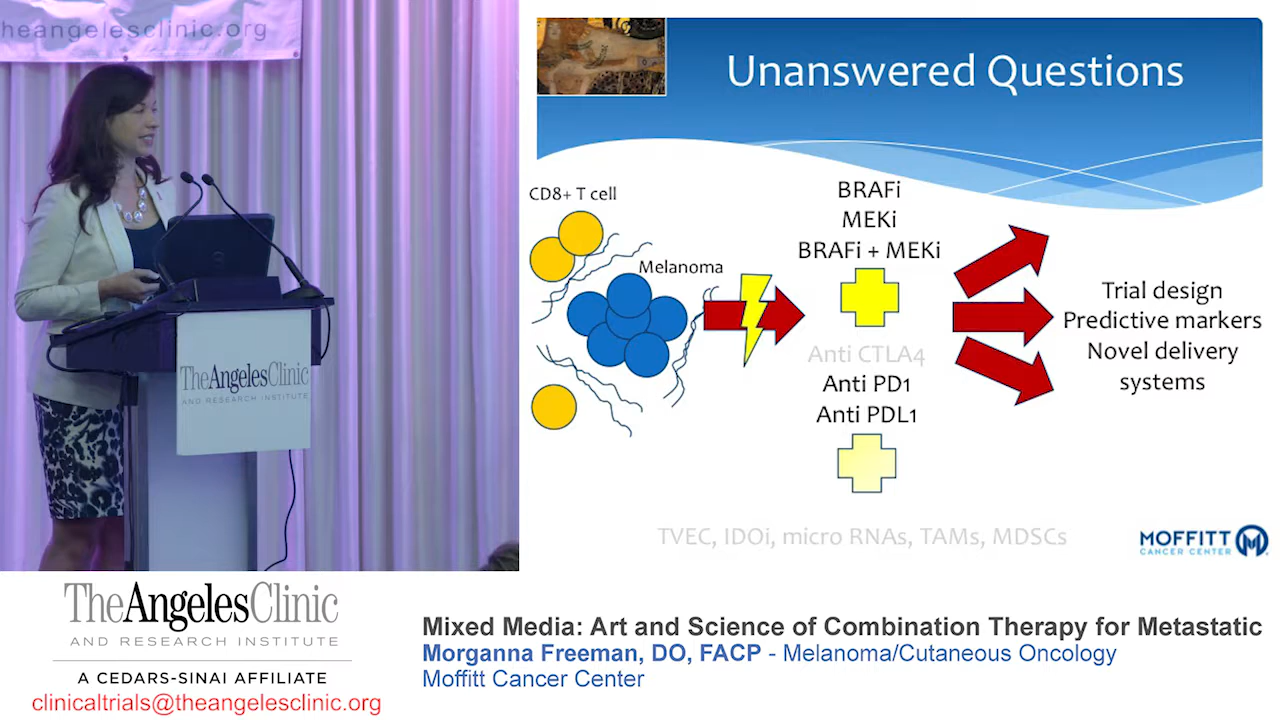 theangelesclinic.org
Unanswered Questions
CD8+ T cell
Melanoma
BRAFi
MEKi
BRAFi + MEKi
Anti CTLA4
Anti PD1
Anti PDL1
TVEC, IDOi, micro RNAs, TAMs, MDSCs
Trial design
Predictive markers
Novel delivery
systems
MOFFITT
CANCER CENTER
TheAngelesClinic
AND RESEARCH INSTITUTE
TheAngelesClinic
AND RESEARCH INSTITUTE
A CEDARS-SINAI AFFILIATE
clinicaltrials@theangelesclinic.org
Mixed Media: Art and Science of Combination Therapy for Metastatic
Morganna Freeman, DO, FACP - Melanoma/Cutaneous Oncology
Moffitt Cancer Center